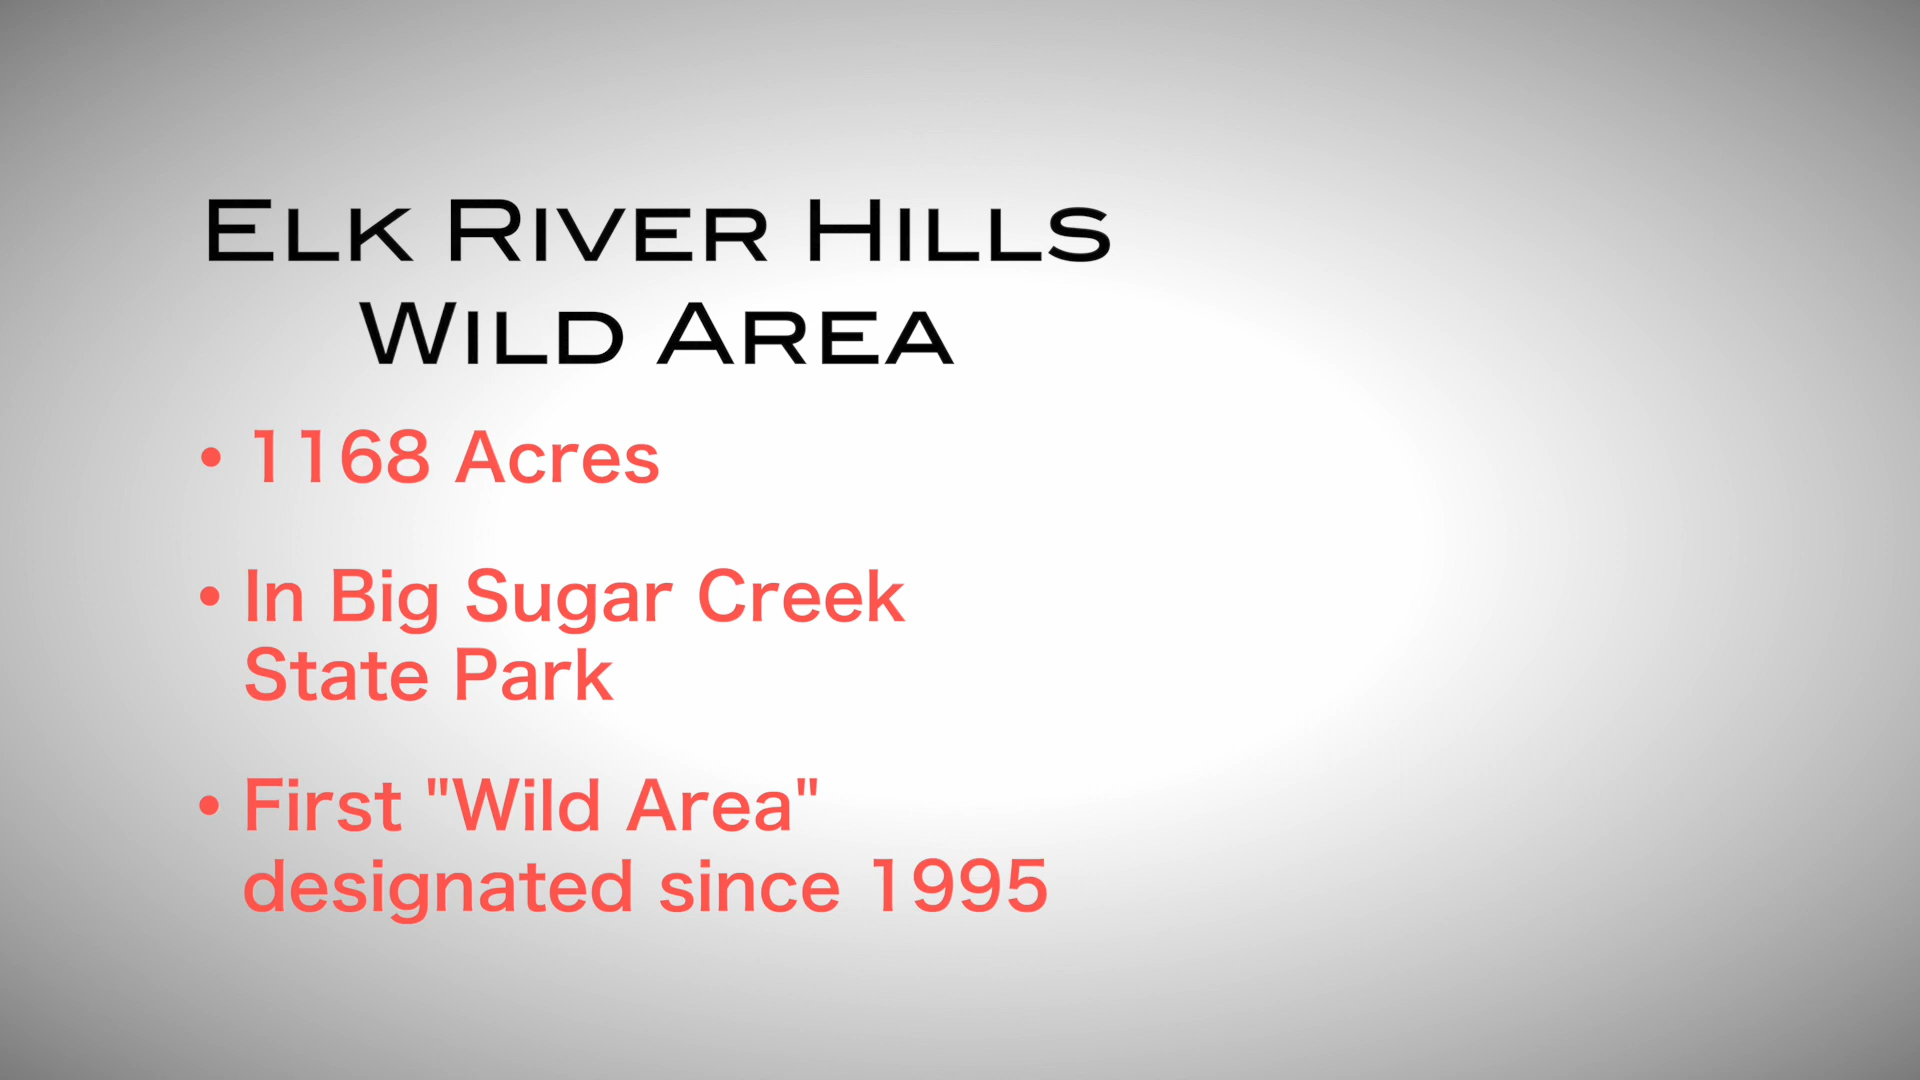 Elk River Hills
Wild Area
• 1168 Acres
• In Big Sugar Creek
State Park
• First "Wild Area"
designated since 1995